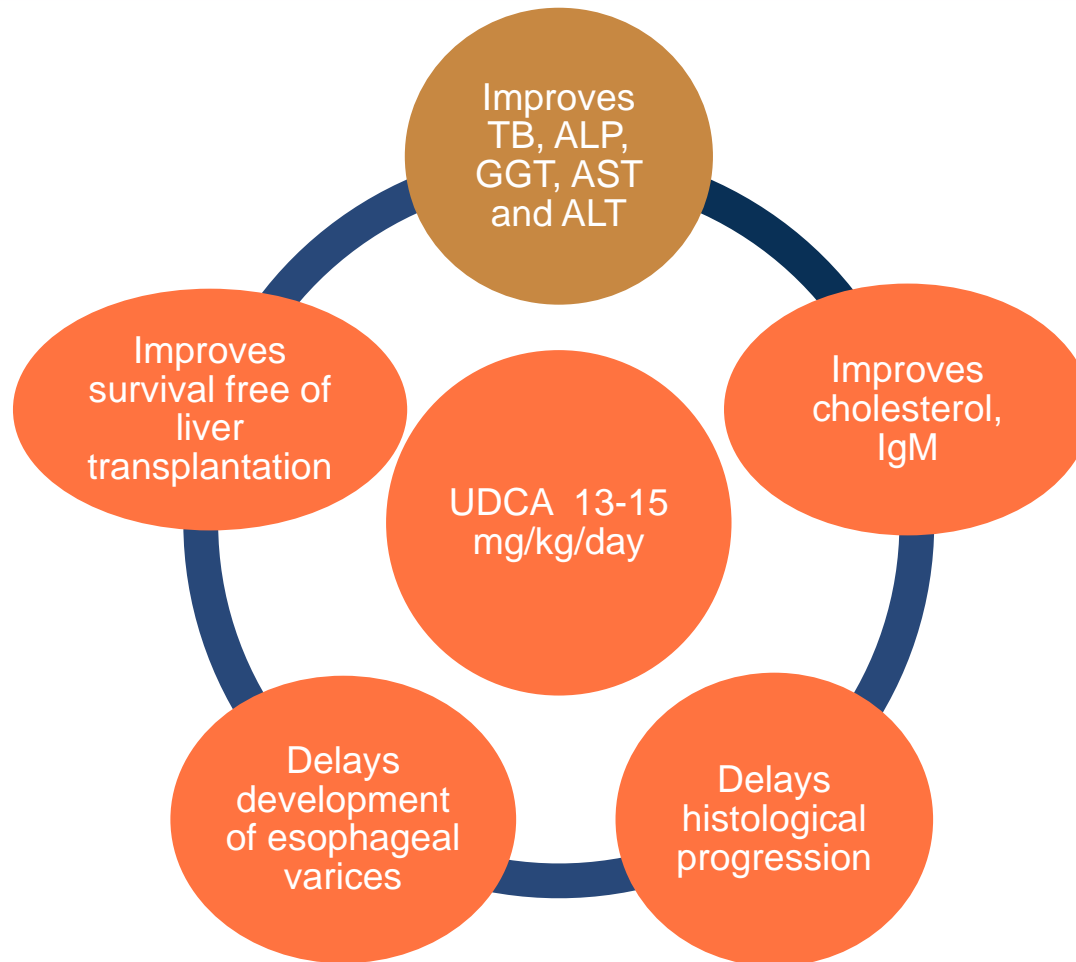 Improves
TB, ALP,
GGT, AST
and ALT
Improves
survival free of
liver
transplantation
Improves
cholesterol,
IgM
UDCA 13-15
mg/kg/day
Delays
development
of esophageal
varices
Delays
histological
progression